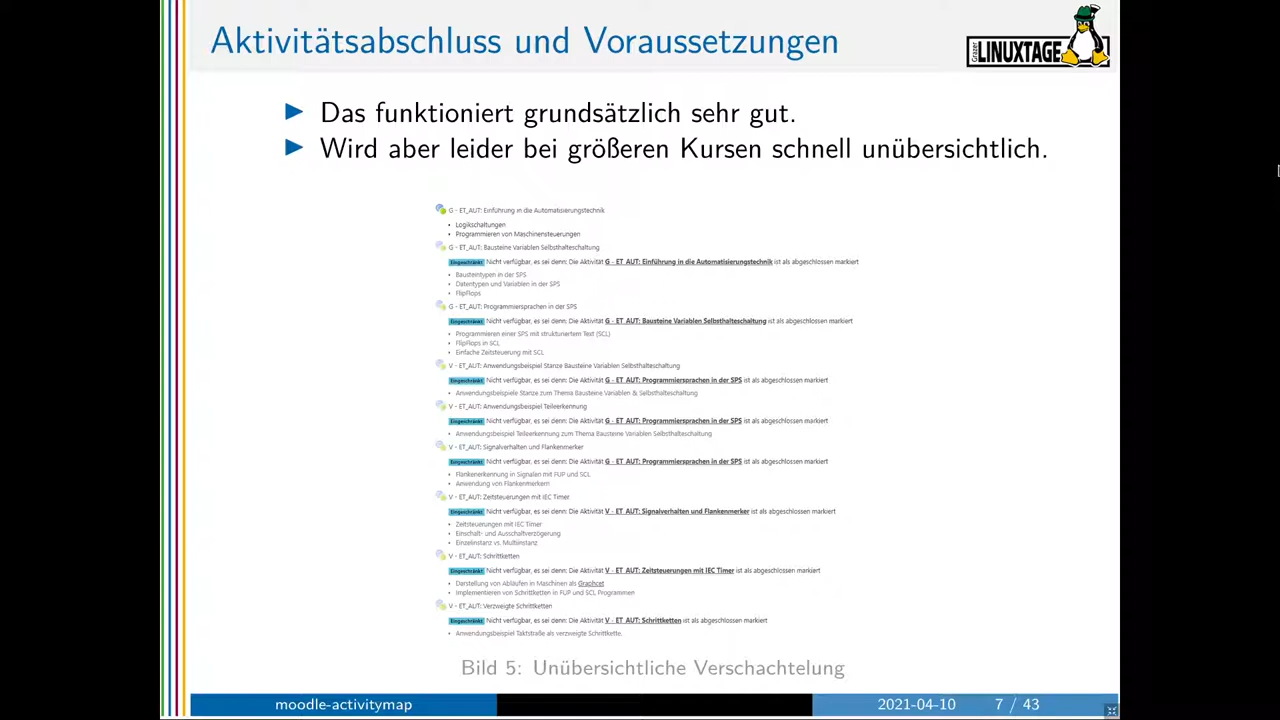 Aktivitätsabschluss und Voraussetzungen
Grazer
LINUXTAGE
Das funktioniert grundsätzlich sehr gut.
Wird aber leider bei größeren Kursen schnell unübersichtlich.
G - ET_AUT: Einführung in die Automatisierungstechnik
• Logikschaltungen
• Programmieren von Maschinensteuerungen
G - ET_AUT: Bausteine Variablen Selbsthalteschaltung
Eingeschränkt Nicht verfügbar, es sei denn: Die Aktivität G - ET_AUT: Einführung in die Automatisierungstechnik ist als abgeschlossen markiert
• Bausteintypen in der SPS
• Datentypen und Variablen in der SPS
• FlipFlops
G - ET_AUT: Programmiersprachen in der SPS
Eingeschränkt Nicht verfügbar, es sei denn: Die Aktivität G - ET_AUT: Bausteine Variablen Selbsthalteschaltung ist als abgeschlossen markiert
• Programmieren einer SPS mit strukturiertem Text (SCL)
• FlipFlops in SCL
• Einfache Zeitsteuerung mit SCL
V - ET_AUT: Anwendungsbeispiel Stanze Bausteine Variablen Selbsthalteschaltung
Eingeschränkt Nicht verfügbar, es sei denn: Die Aktivität G - ET_AUT: Programmiersprachen in der SPS ist als abgeschlossen markiert
• Anwendungsbeispiele Stanze zum Thema Bausteine Variablen & Selbsthalteschaltung
V - ET_AUT: Anwendungsbeispiel Teileerkennung
Eingeschränkt Nicht verfügbar, es sei denn: Die Aktivität G - ET_AUT: Programmiersprachen in der SPS ist als abgeschlossen markiert
• Anwendungsbeispiel Teileerkennung zum Thema Bausteine Variablen Selbsthalteschaltung
V - ET_AUT: Signalverhalten und Flankenmerker
Eingeschränkt Nicht verfügbar, es sei denn: Die Aktivität G - ET_AUT: Programmiersprachen in der SPS ist als abgeschlossen markiert
• Flankenerkennung in Signalen mit FUP und SCL
• Anwendung von Flankenmerkern
V - ET_AUT: Zeitsteuerungen mit IEC Timer
Eingeschränkt Nicht verfügbar, es sei denn: Die Aktivität V - ET_AUT: Signalverhalten und Flankenmerker ist als abgeschlossen markiert
• Zeitsteuerungen mit IEC Timer
• Einschalt- und Ausschaltverzögerung
• Einzelinstanz vs. Multiinstanz
V - ET_AUT: Schrittketten
Eingeschränkt Nicht verfügbar, es sei denn: Die Aktivität V - ET_AUT: Zeitsteuerungen mit IEC Timer ist als abgeschlossen markiert
• Darstellung von Abläufen in Maschinen als Graphcet
• Implementieren von Schrittketten in FUP und SCL Programmen
V - ET_AUT: Verzweigte Schrittketten
Eingeschränkt Nicht verfügbar, es sei denn: Die Aktivität V - ET_AUT: Schrittketten ist als abgeschlossen markiert
• Anwendungsbeispiel Taktstraße als verzweigte Schrittkette.
Bild 5: Unübersichtliche Verschachtelung
moodle-activitymap 2021-04-10 7 / 43